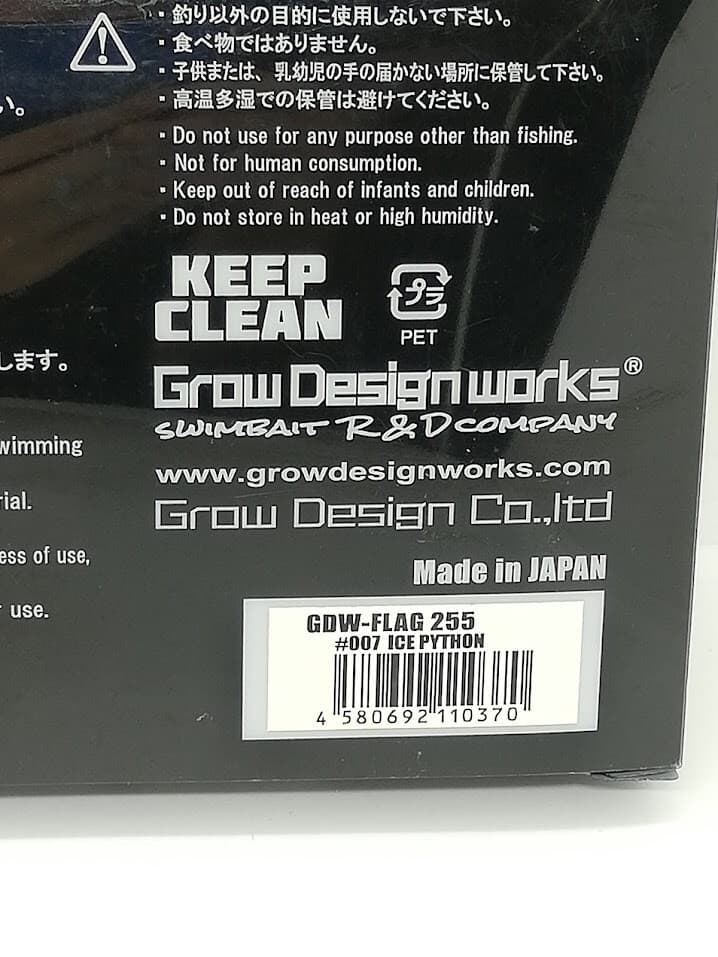 ・釣り以外の目的に使用しないで下さい。
・食べ物ではありません。
・子供または、乳幼児の手の届かない場所に保管して下さい。
・高温多湿での保管は避けてください。
・Do not use for any purpose other than fishing.
・Not for human consumption.
・Keep out of reach of infants and children.
・Do not store in heat or high humidity.
い。
します。
wimming
rial.
ess of use,
use.
KEEP
CLEAN
プラ
PET
Grow Design works®
SWIMBAIT R&D COMPANY
www.growdesignworks.com
Grow Design Co.,ltd
Made in JAPAN
GDW-FLAG 255
#007 ICE PYTHON
4 580692 110370